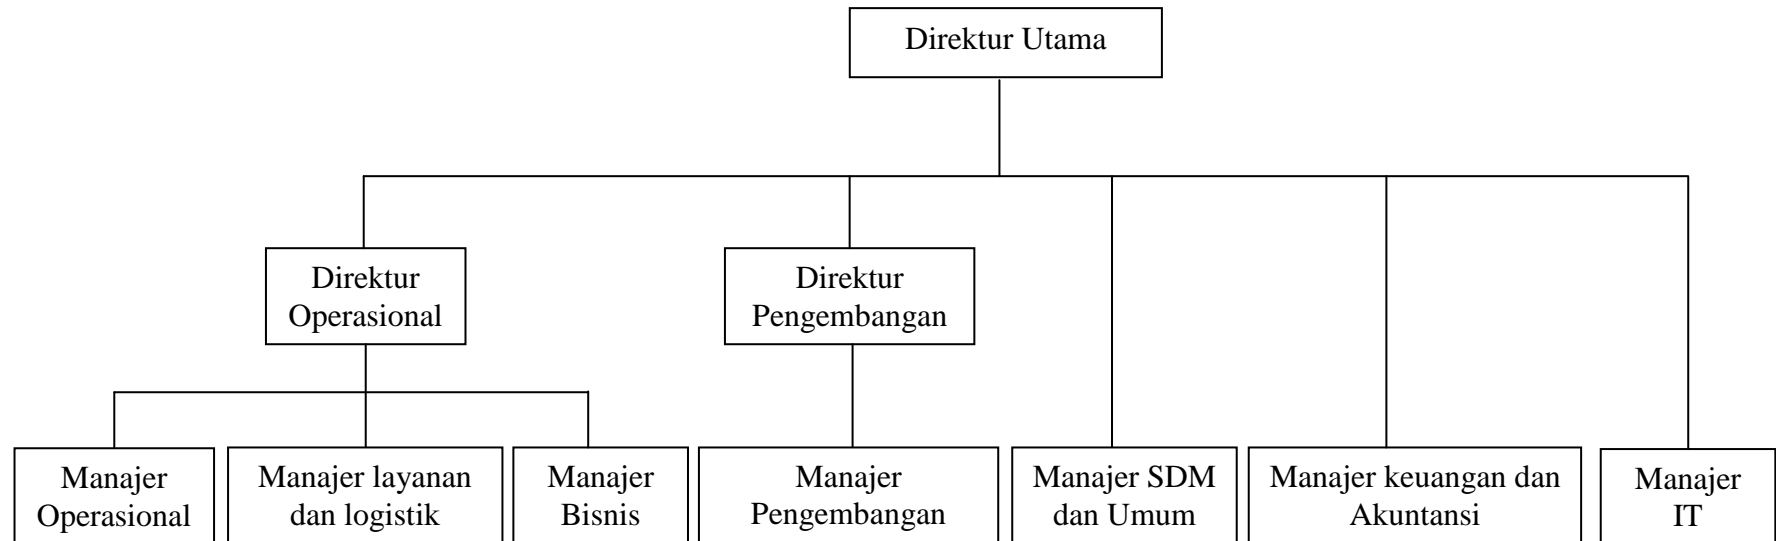 Direktur Utama
Direktur
Operasional
Direktur
Pengembangan
Manajer
Operasional
Manajer layanan
dan logistik
Manajer
Bisnis
Manajer
Pengembangan
Manajer SDM
dan Umum
Manajer keuangan dan
Akuntansi
Manajer
IT